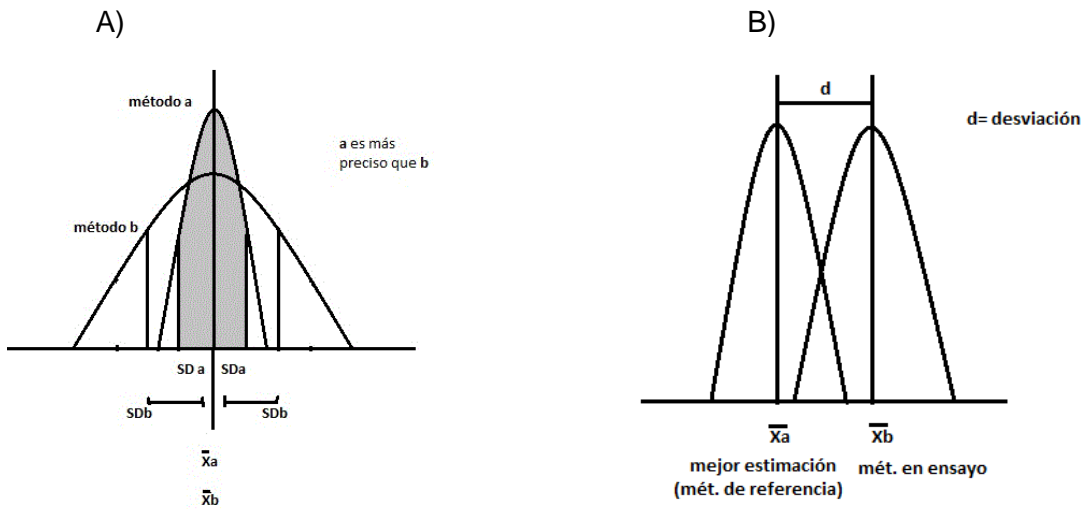 A)
método a
a es más
preciso que b
método b
SD a SDa
SDb SDb
X̅a
X̅b
B)
d
d= desviación
X̅a X̅b
mejor estimación
(mét. de referencia)
mét. en ensayo